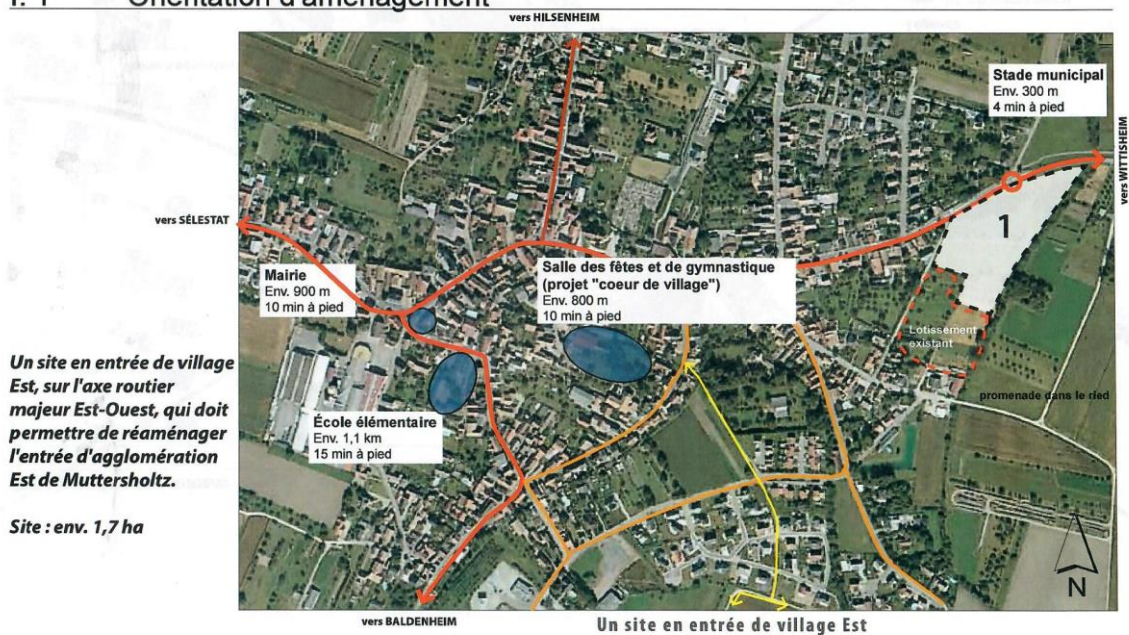 I. 1 Orientation d'aménagement
vers HILSENHEIM
Stade municipal
Env. 300 m
4 min à pied
vers WITTISHEIM
vers SÉLESTAT
1
Mairie
Env. 900 m
10 min à pied
Salle des fêtes et de gymnastique
(projet "coeur de village")
Env. 800 m
10 min à pied
Lotissement
existant
Un site en entrée de village
Est, sur l'axe routier
majeur Est-Ouest, qui doit
permettre de réaménager
l'entrée d'agglomération
Est de Muttersholtz.
promenade dans le ried
École élémentaire
Env. 1,1 km
15 min à pied
Site : env. 1,7 ha
N
vers BALDENHEIM
Un site en entrée de village Est